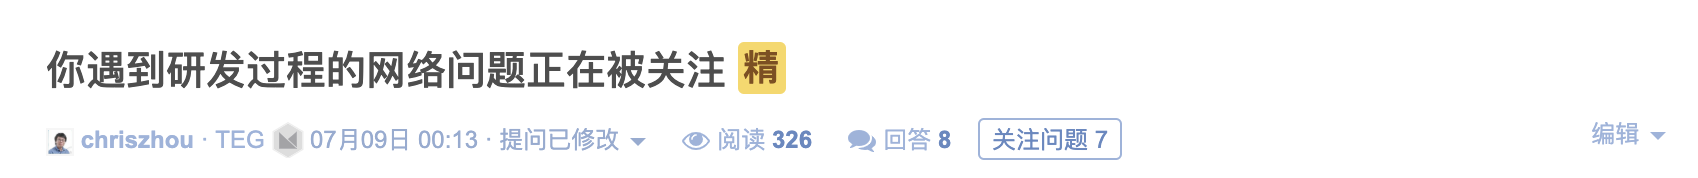 你遇到研发过程的网络问题正在被关注 精
chriszhou · TEG 07月09日 00:13 · 提问已修改 阅读 326 回答 8 关注问题 7 编辑